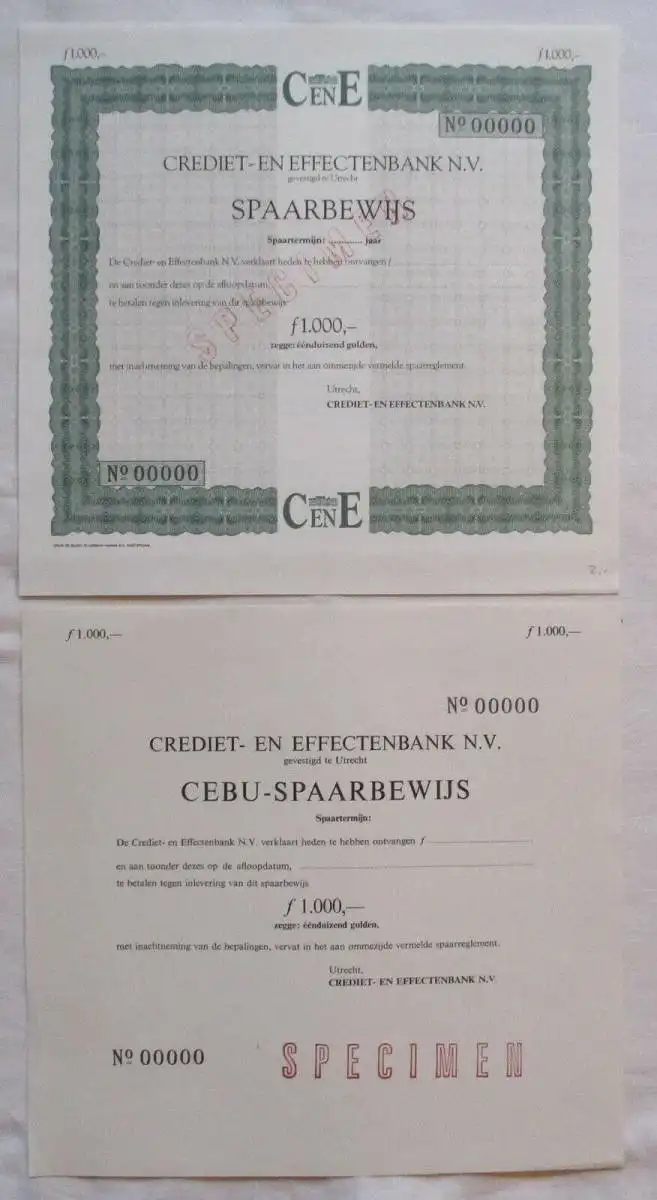 ƒ1.000,-
ƒ1.000,-
CENE
Nº 00000
CREDIET- EN EFFECTENBANK N.V.
gevestigd te Utrecht
SPAARBEWIJS
Spaartermijn: ............ jaar
De Crediet- en Effectenbank N.V. verklaart heden te hebben ontvangen ƒ
en aan toonder dezes op de afloopdatum,
te betalen tegen inlevering van dit spaarbewijs
SPECIMEN
ƒ1.000,–
zegge: éénduizend gulden,
met inachtneming van de bepalingen, vervat in het aan ommezijde vermelde spaarreglement.
Utrecht,
CREDIET- EN EFFECTENBANK N.V.
Nº 00000
CENE
2,-
ƒ 1.000,—
ƒ 1.000,—
Nº 00000
CREDIET- EN EFFECTENBANK N.V.
gevestigd te Utrecht
CEBU-SPAARBEWIJS
Spaartermijn:
De Crediet- en Effectenbank N.V. verklaart heden te hebben ontvangen ƒ
en aan toonder dezes op de afloopdatum,
te betalen tegen inlevering van dit spaarbewijs
ƒ 1.000,—
zegge: éénduizend gulden,
met inachtneming van de bepalingen, vervat in het aan ommezijde vermelde spaarreglement.
Utrecht,
CREDIET- EN EFFECTENBANK N.V.
Nº 00000
SPECIMEN